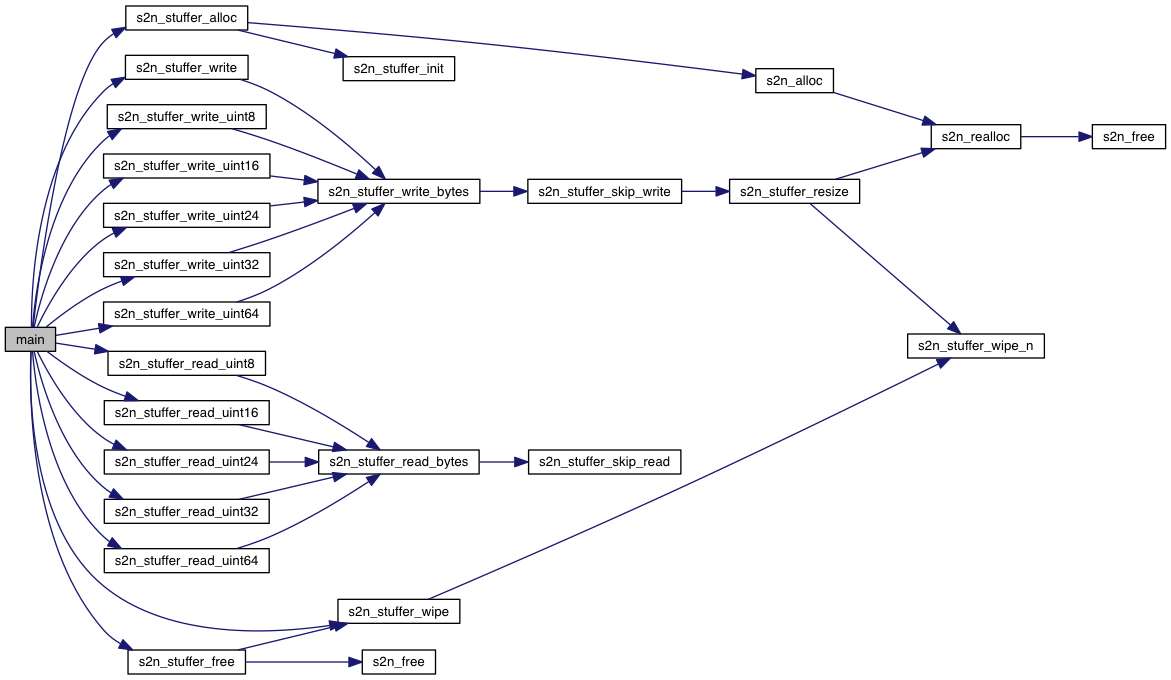 s2n_stuffer_alloc
s2n_stuffer_write
s2n_stuffer_init
s2n_alloc
s2n_stuffer_write_uint8
s2n_realloc
s2n_free
s2n_stuffer_write_uint16
s2n_stuffer_write_bytes
s2n_stuffer_skip_write
s2n_stuffer_resize
s2n_stuffer_write_uint24
s2n_stuffer_write_uint32
s2n_stuffer_write_uint64
main
s2n_stuffer_wipe_n
s2n_stuffer_read_uint8
s2n_stuffer_read_uint16
s2n_stuffer_read_uint24
s2n_stuffer_read_bytes
s2n_stuffer_skip_read
s2n_stuffer_read_uint32
s2n_stuffer_read_uint64
s2n_stuffer_wipe
s2n_stuffer_free
s2n_free